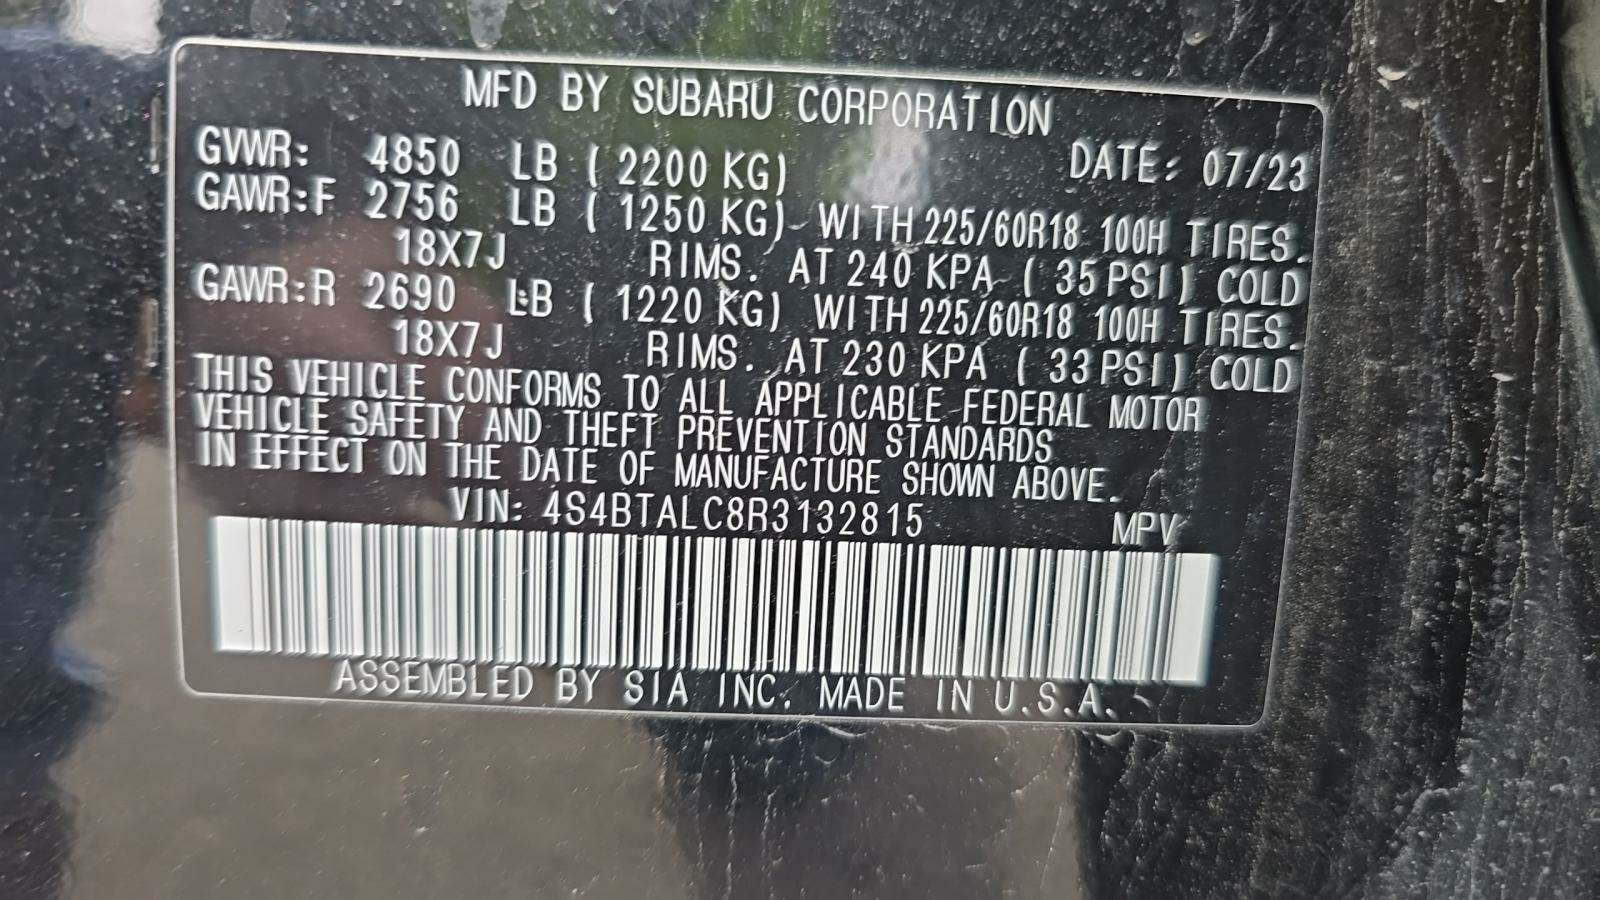 MFD BY SUBARU CORPORATION
GVWR: 4850 LB ( 2200 KG) DATE: 07/23
GAWR:F 2756 LB ( 1250 KG) WITH 225/60R18 100H TIRES.
18X7J RIMS. AT 240 KPA ( 35 PSI) COLD
GAWR:R 2690 LB ( 1220 KG) WITH 225/60R18 100H TIRES.
18X7J RIMS. AT 230 KPA ( 33 PSI) COLD
THIS VEHICLE CONFORMS TO ALL APPLICABLE FEDERAL MOTOR
VEHICLE SAFETY AND THEFT PREVENTION STANDARDS
IN EFFECT ON THE DATE OF MANUFACTURE SHOWN ABOVE.
VIN: 4S4BTALC8R3132815 MPV
ASSEMBLED BY SIA INC. MADE IN U.S.A.